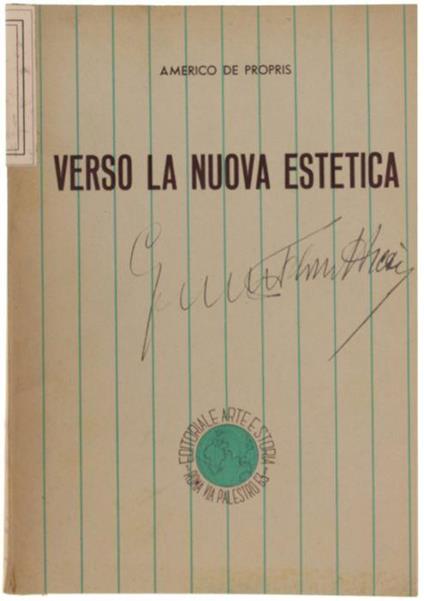 AMERICO DE PROPRIS
VERSO LA NUOVA ESTETICA
EDITORIALE ARTE E STORIA
ROMA VIA PALESTRO 63